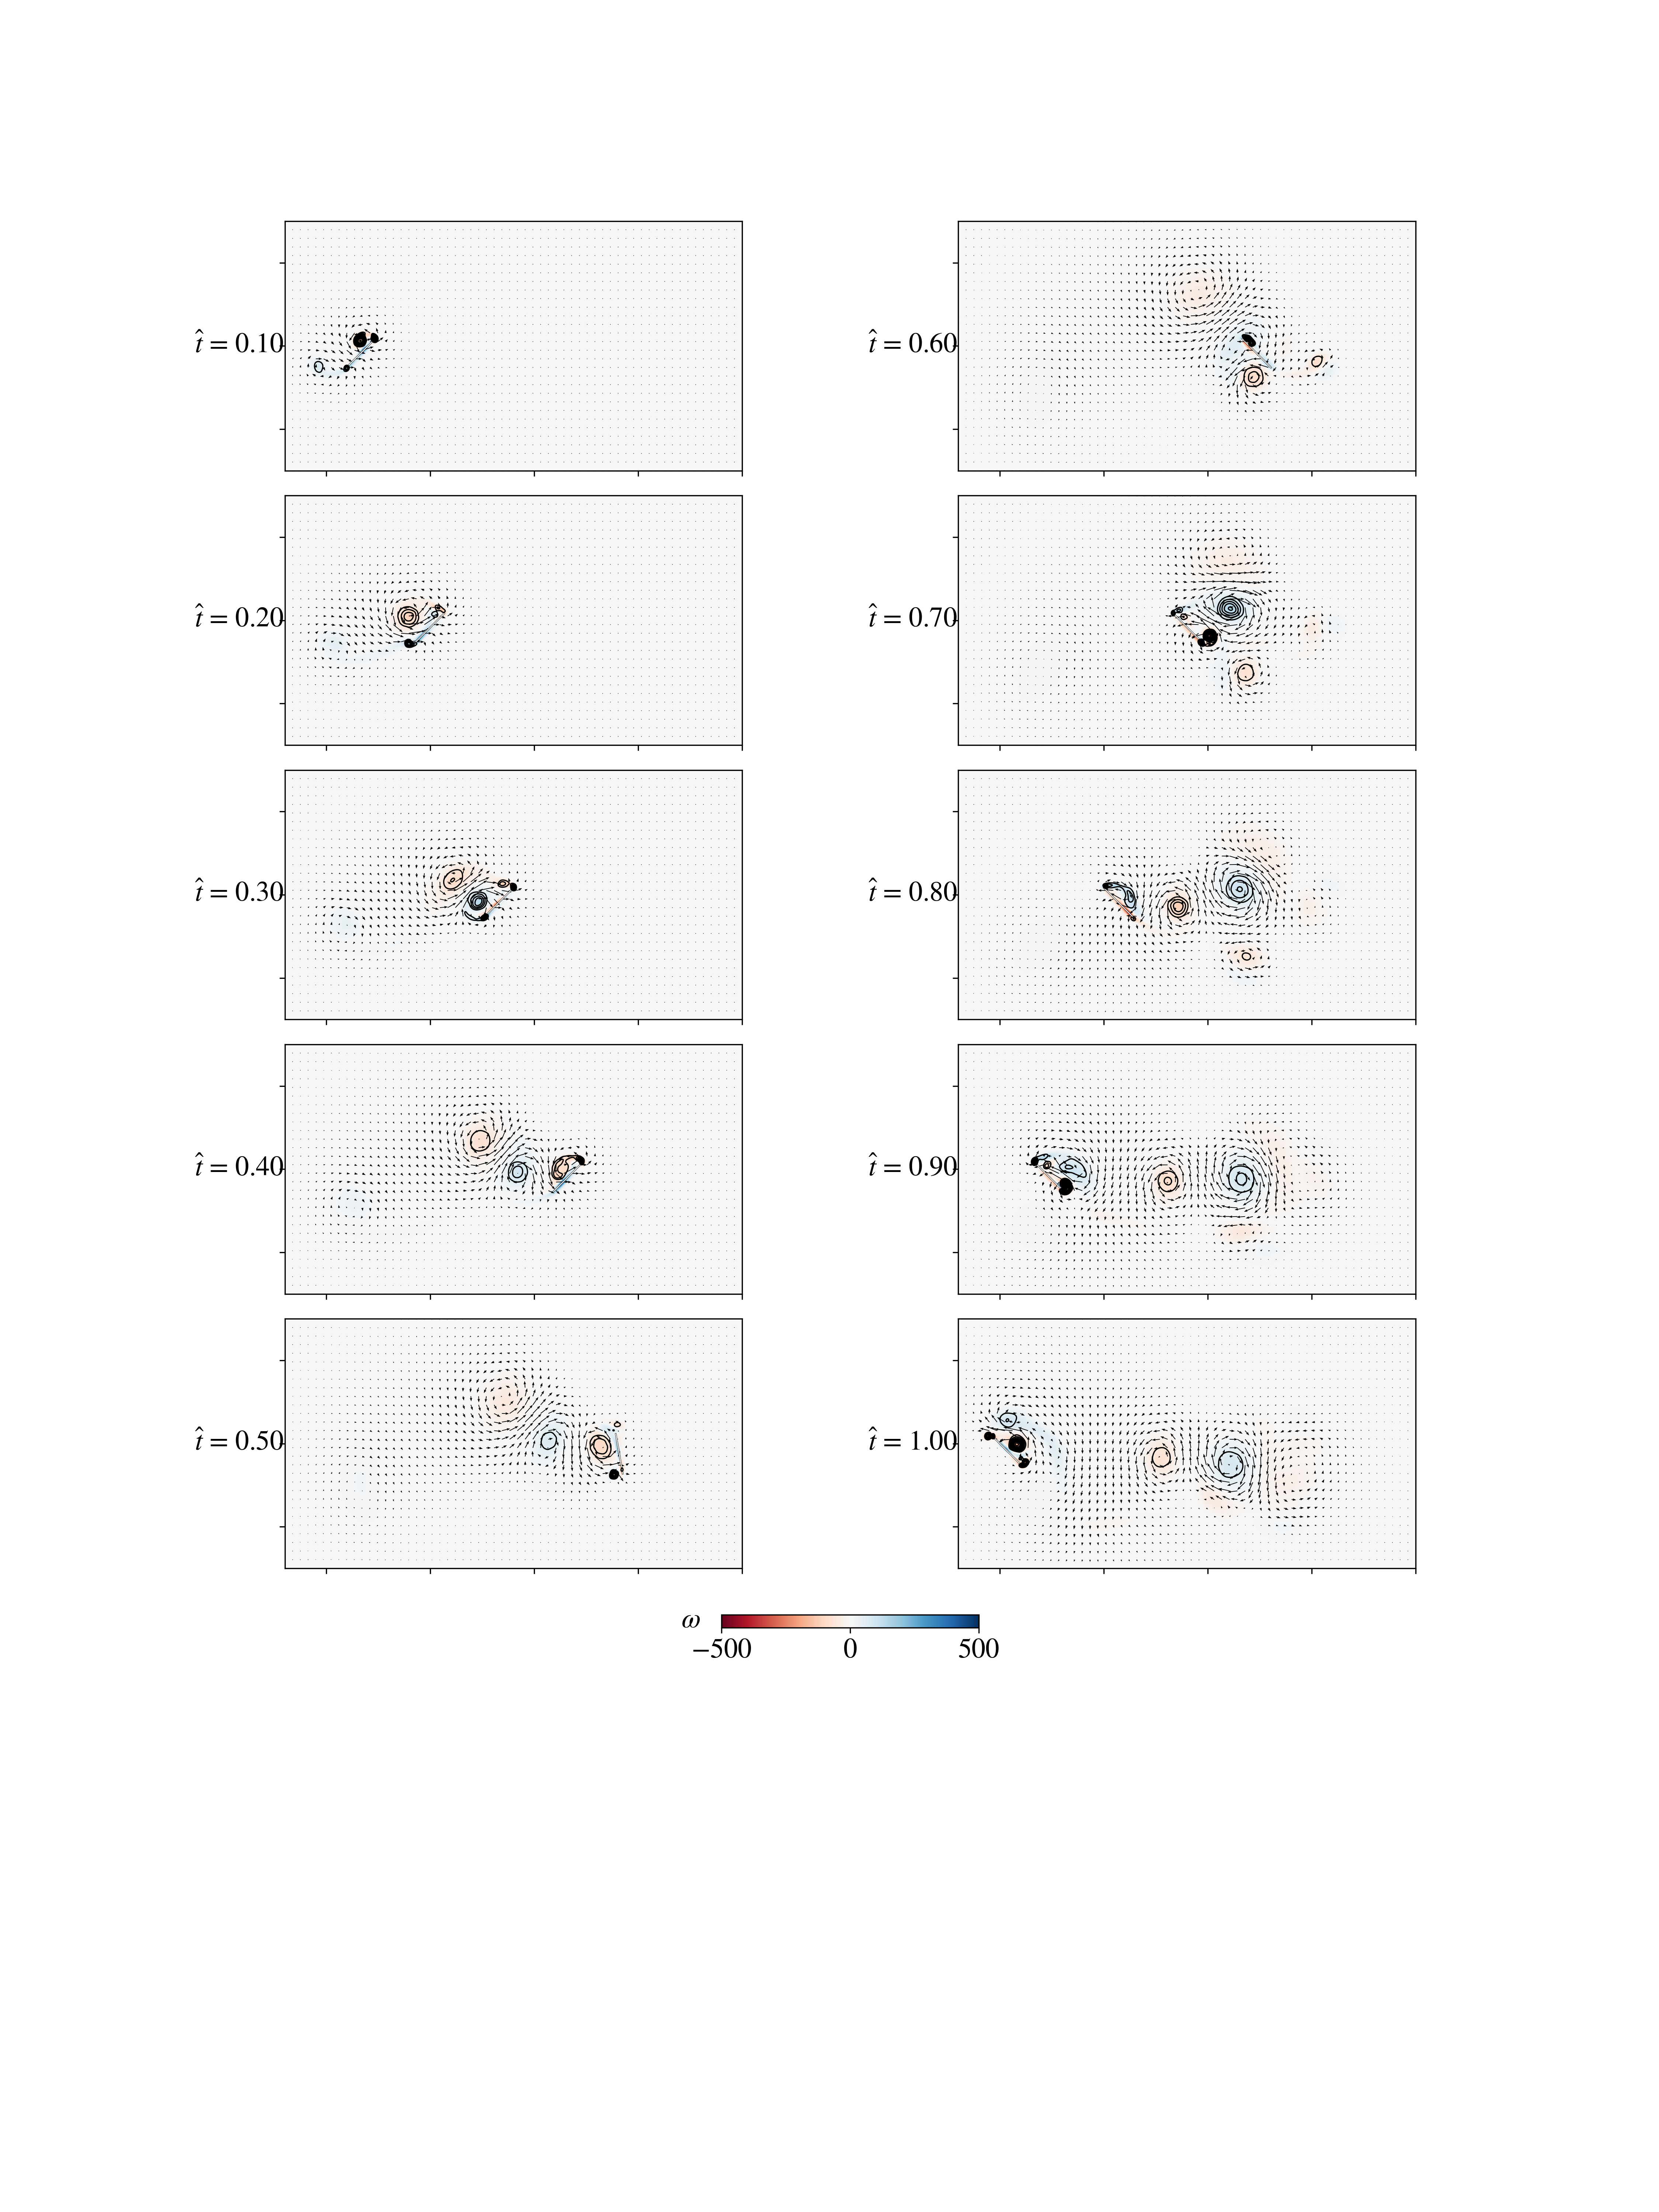 t̂ = 0.10
t̂ = 0.20
t̂ = 0.30
t̂ = 0.40
t̂ = 0.50
t̂ = 0.60
t̂ = 0.70
t̂ = 0.80
t̂ = 0.90
t̂ = 1.00
ω
−500 0 500